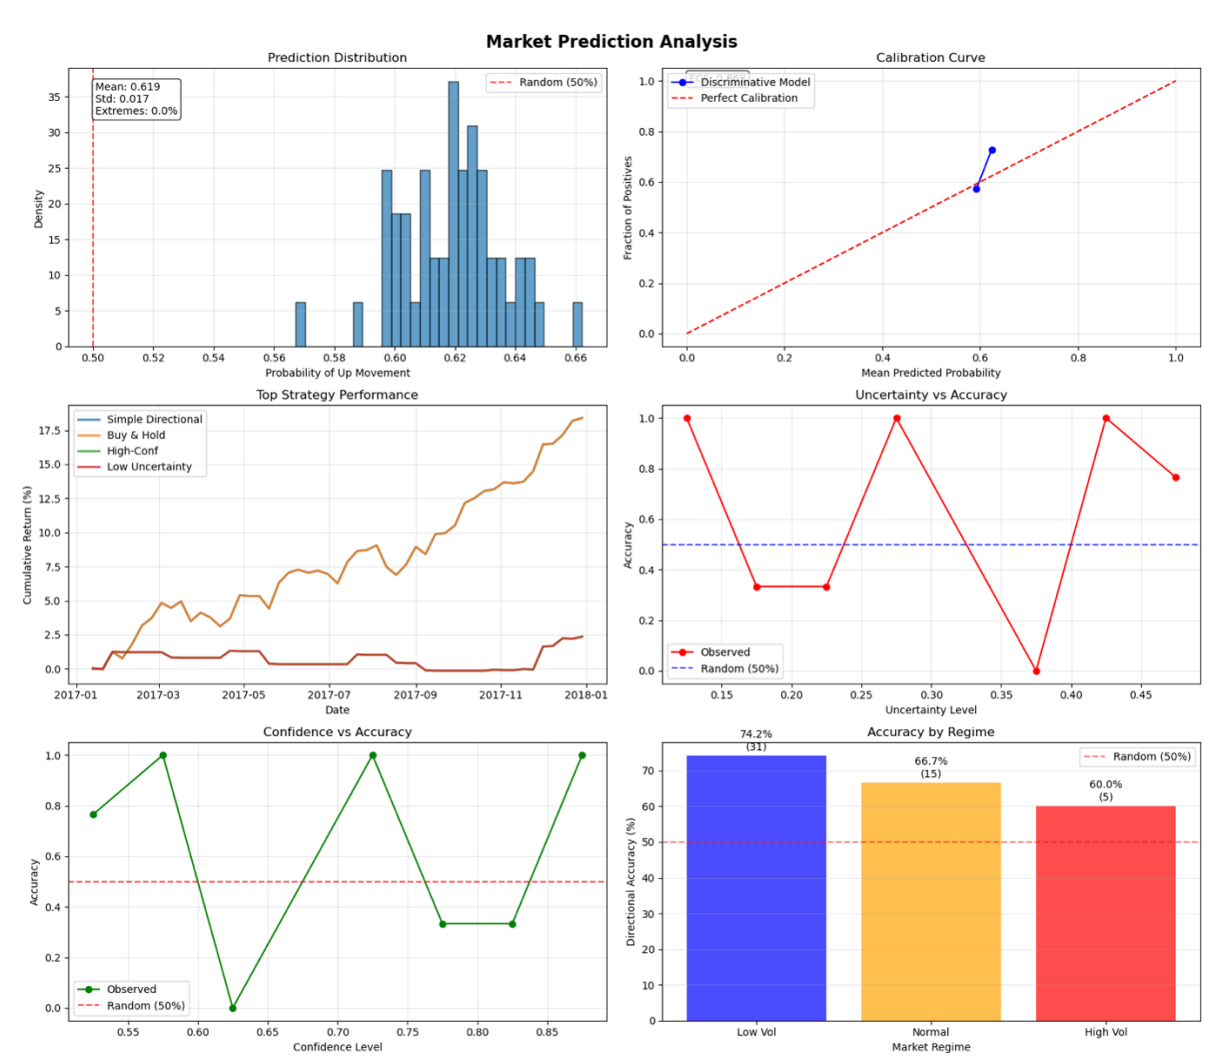 Market Prediction Analysis
Prediction Distribution
Mean: 0.619
Std: 0.017
Extremes: 0.0%
Random (50%)
Density
35
30
25
20
15
10
5
0
0.50 0.52 0.54 0.56 0.58 0.60 0.62 0.64 0.66
Probability of Up Movement
Calibration Curve
Discriminative Model
Perfect Calibration
Fraction of Positives
1.0
0.8
0.6
0.4
0.2
0.0
0.0 0.2 0.4 0.6 0.8 1.0
Mean Predicted Probability
Top Strategy Performance
Simple Directional
Buy & Hold
High-Conf
Low Uncertainty
Cumulative Return (%)
17.5
15.0
12.5
10.0
7.5
5.0
2.5
0.0
2017-01 2017-03 2017-05 2017-07 2017-09 2017-11 2018-01
Date
Uncertainty vs Accuracy
Accuracy
1.0
0.8
0.6
0.4
0.2
0.0
Observed
Random (50%)
0.15 0.20 0.25 0.30 0.35 0.40 0.45
Uncertainty Level
Confidence vs Accuracy
Accuracy
1.0
0.8
0.6
0.4
0.2
0.0
Observed
Random (50%)
0.55 0.60 0.65 0.70 0.75 0.80 0.85
Confidence Level
Accuracy by Regime
74.2%
(31)
66.7%
(15)
60.0%
(5)
Random (50%)
Directional Accuracy (%)
70
60
50
40
30
20
10
0
Low Vol Normal High Vol
Market Regime